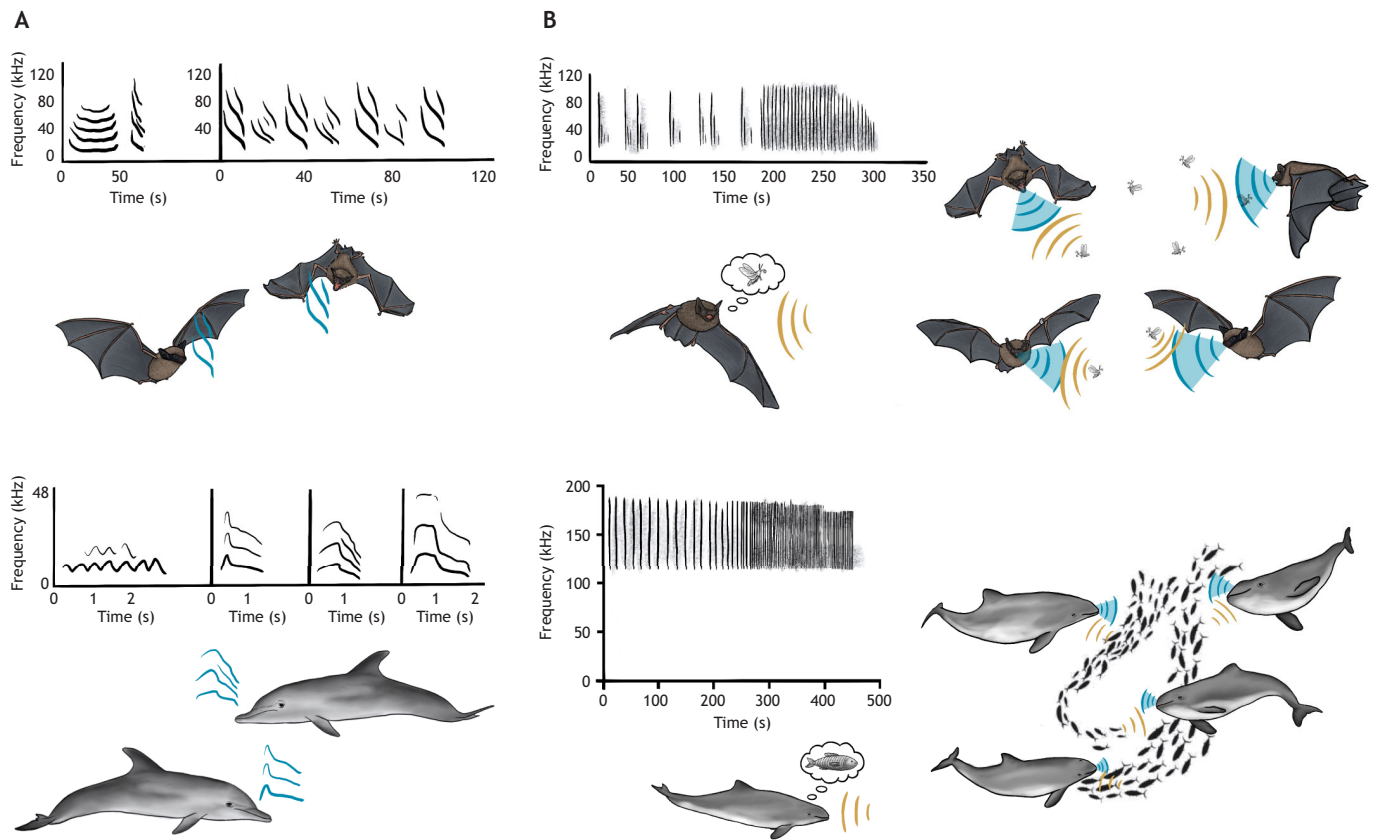 A
B
Frequency (kHz)
120
80
40
0
0 50
Time (s)
120
80
40
0 40 80 120
Time (s)
Frequency (kHz)
120
80
40
0
0 50 100 150 200 250 300 350
Time (s)
Frequency (kHz)
48
0
0 1 2
Time (s)
0 1
Time (s)
0 1
Time (s)
0 1 2
Time (s)
Frequency (kHz)
200
150
100
50
0
0 100 200 300 400 500
Time (s)